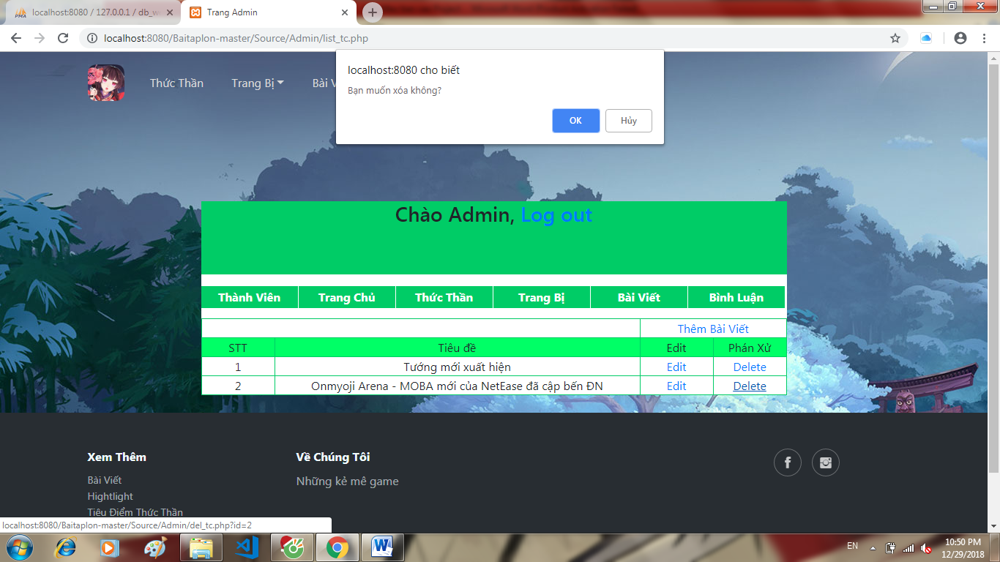 PMA localhost:8080 / 127.0.0.1 / db_w
Trang Admin
localhost:8080/Baitaplon-master/Source/Admin/list_tc.php
localhost:8080 cho biết
Bạn muốn xóa không?
OK Hủy
Thức Thần Trang Bị Bài V
Chào Admin, Log out
Thành Viên Trang Chủ Thức Thần Trang Bị Bài Viết Bình Luận
Thêm Bài Viết
STT Tiêu đề Edit Phán Xử
1 Tướng mới xuất hiện Edit Delete
2 Onmyoji Arena - MOBA mới của NetEase đã cập bến ĐN Edit Delete
Xem Thêm
Bài Viết
Hightlight
Tiêu Điểm Thức Thần
Về Chúng Tôi
Những kẻ mê game
localhost:8080/Baitaplon-master/Source/Admin/del_tc.php?id=2
EN
10:50 PM
12/29/2018